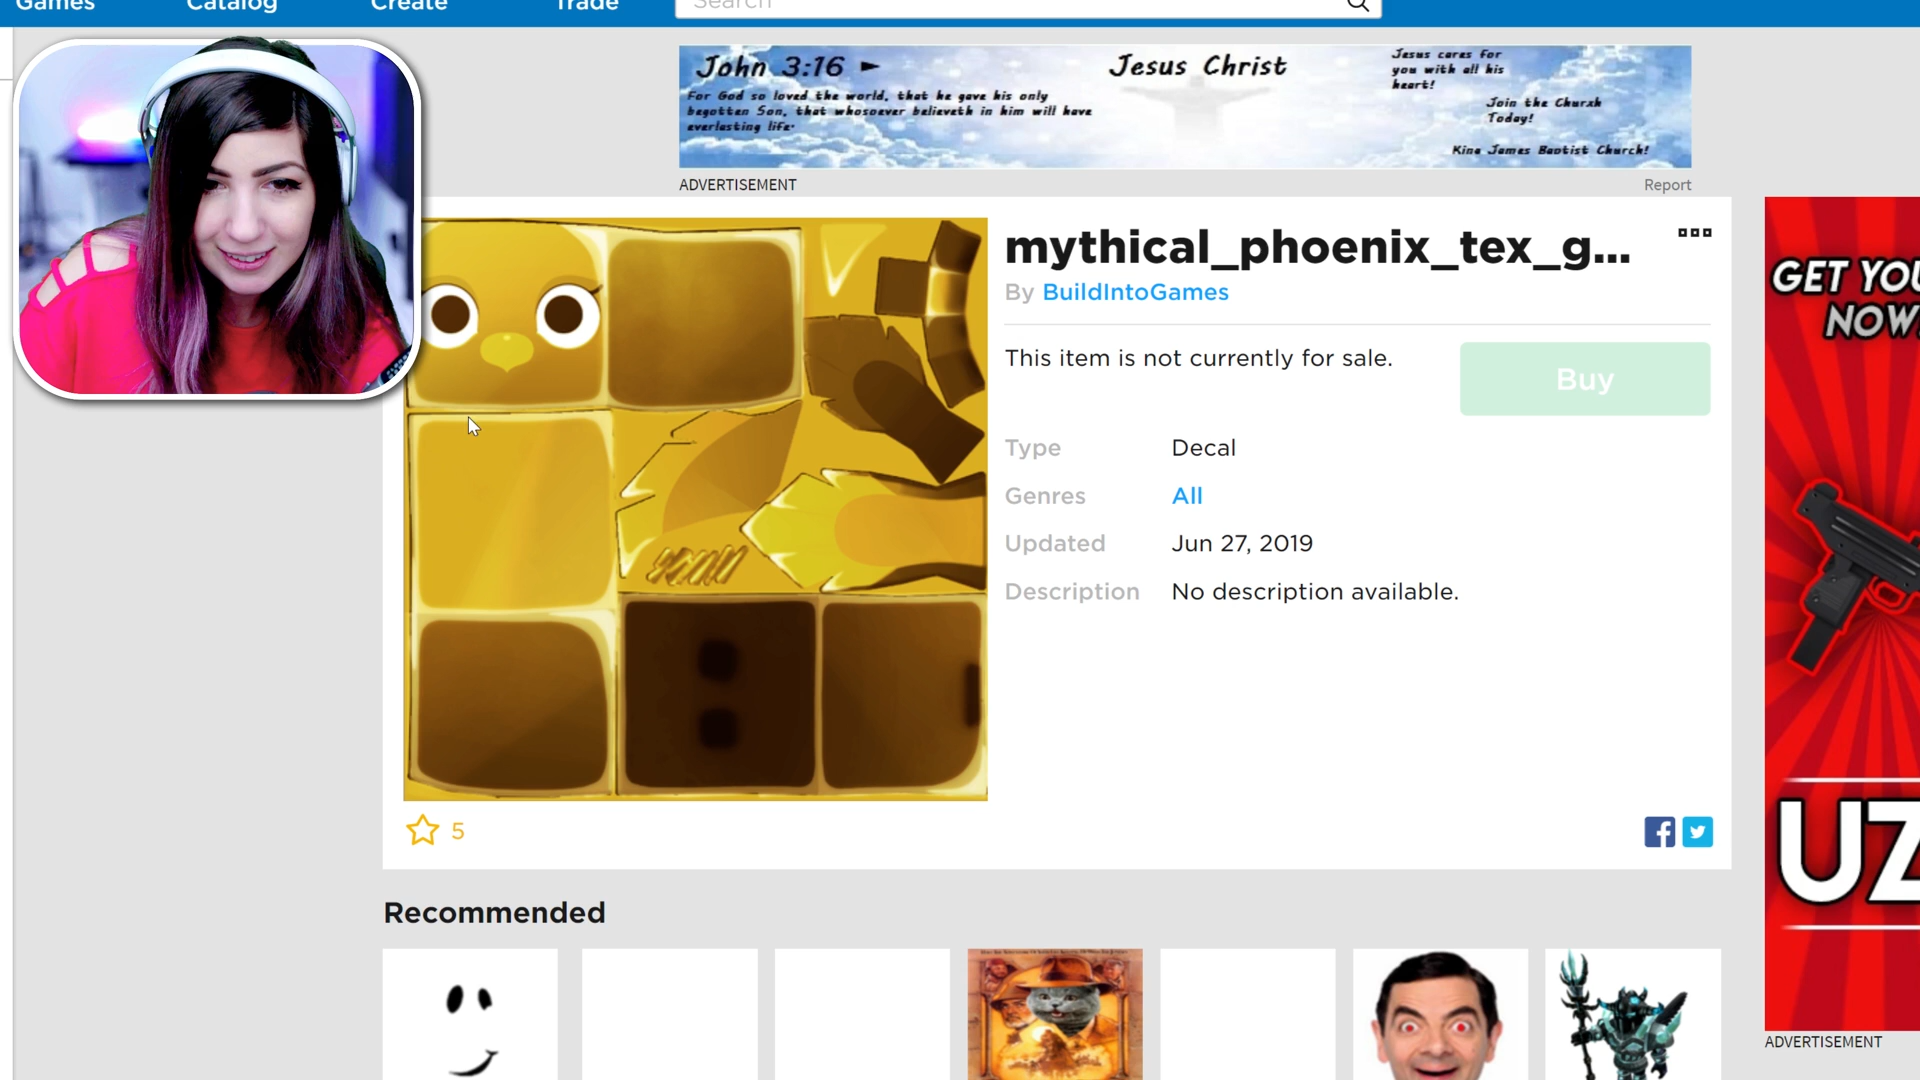 Games Catalog Create Trade Search
John 3:16 ►
For God so loved the world, that he gave his only
begotten Son, that whosoever believeth in him will have
everlasting life.
Jesus Christ
Jesus cares for
you with all his
heart!
Join the Churxh
Today!
King James Baptist Church!
ADVERTISEMENT
Report
mythical_phoenix_tex_g...
By BuildIntoGames
This item is not currently for sale.
Buy
Type Decal
Genres All
Updated Jun 27, 2019
Description No description available.
5
Recommended
GET YOU
NOW
UZ
ADVERTISEMENT